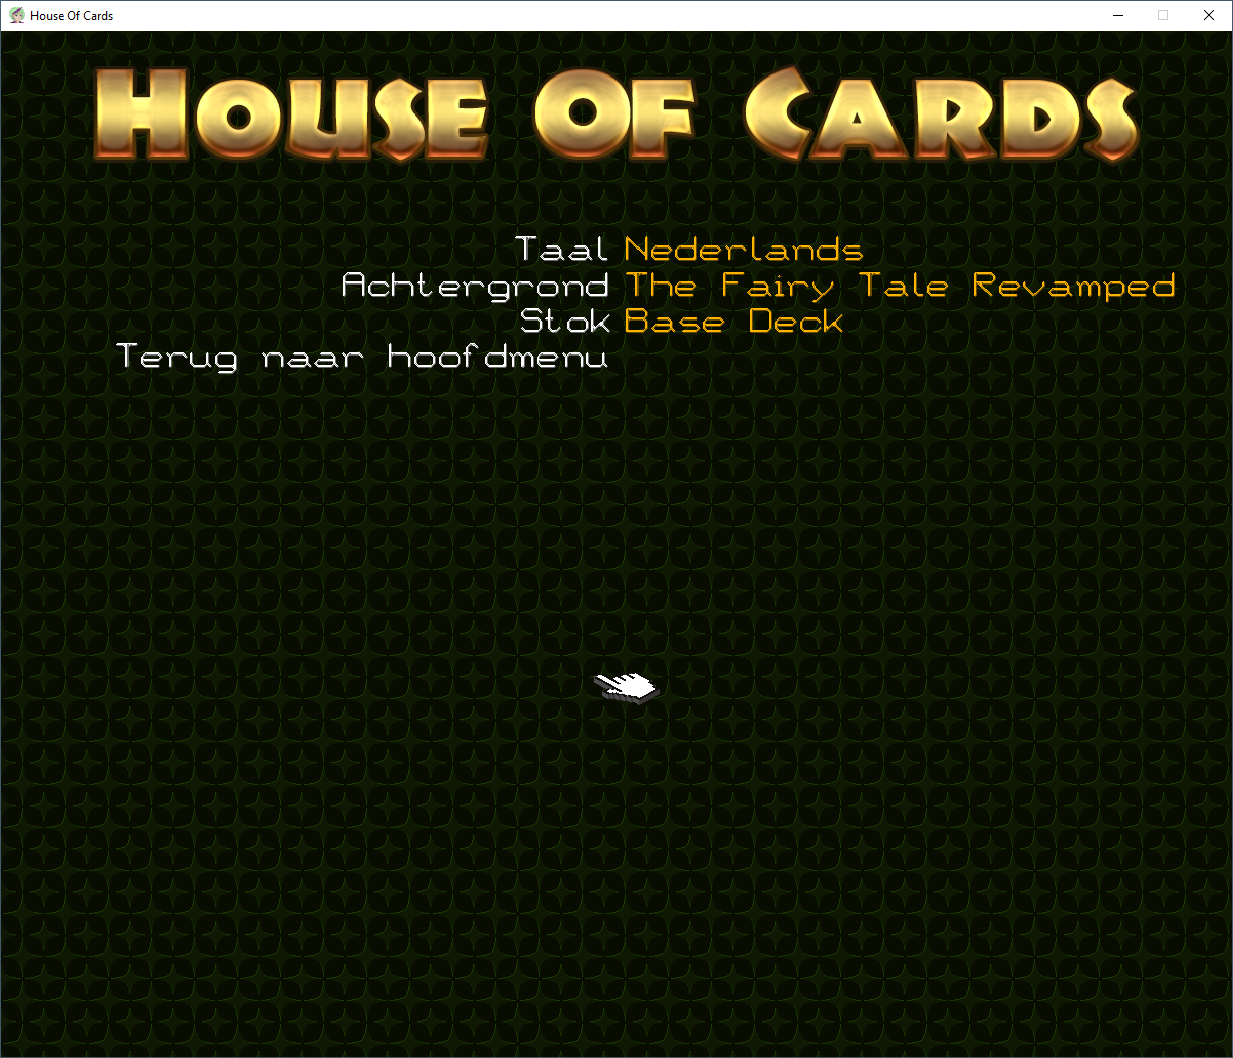 House Of Cards
House Of Cards
Taal Nederlands
Achtergrond The Fairy Tale Revamped
Stok Base Deck
Terug naar hoofdmenu